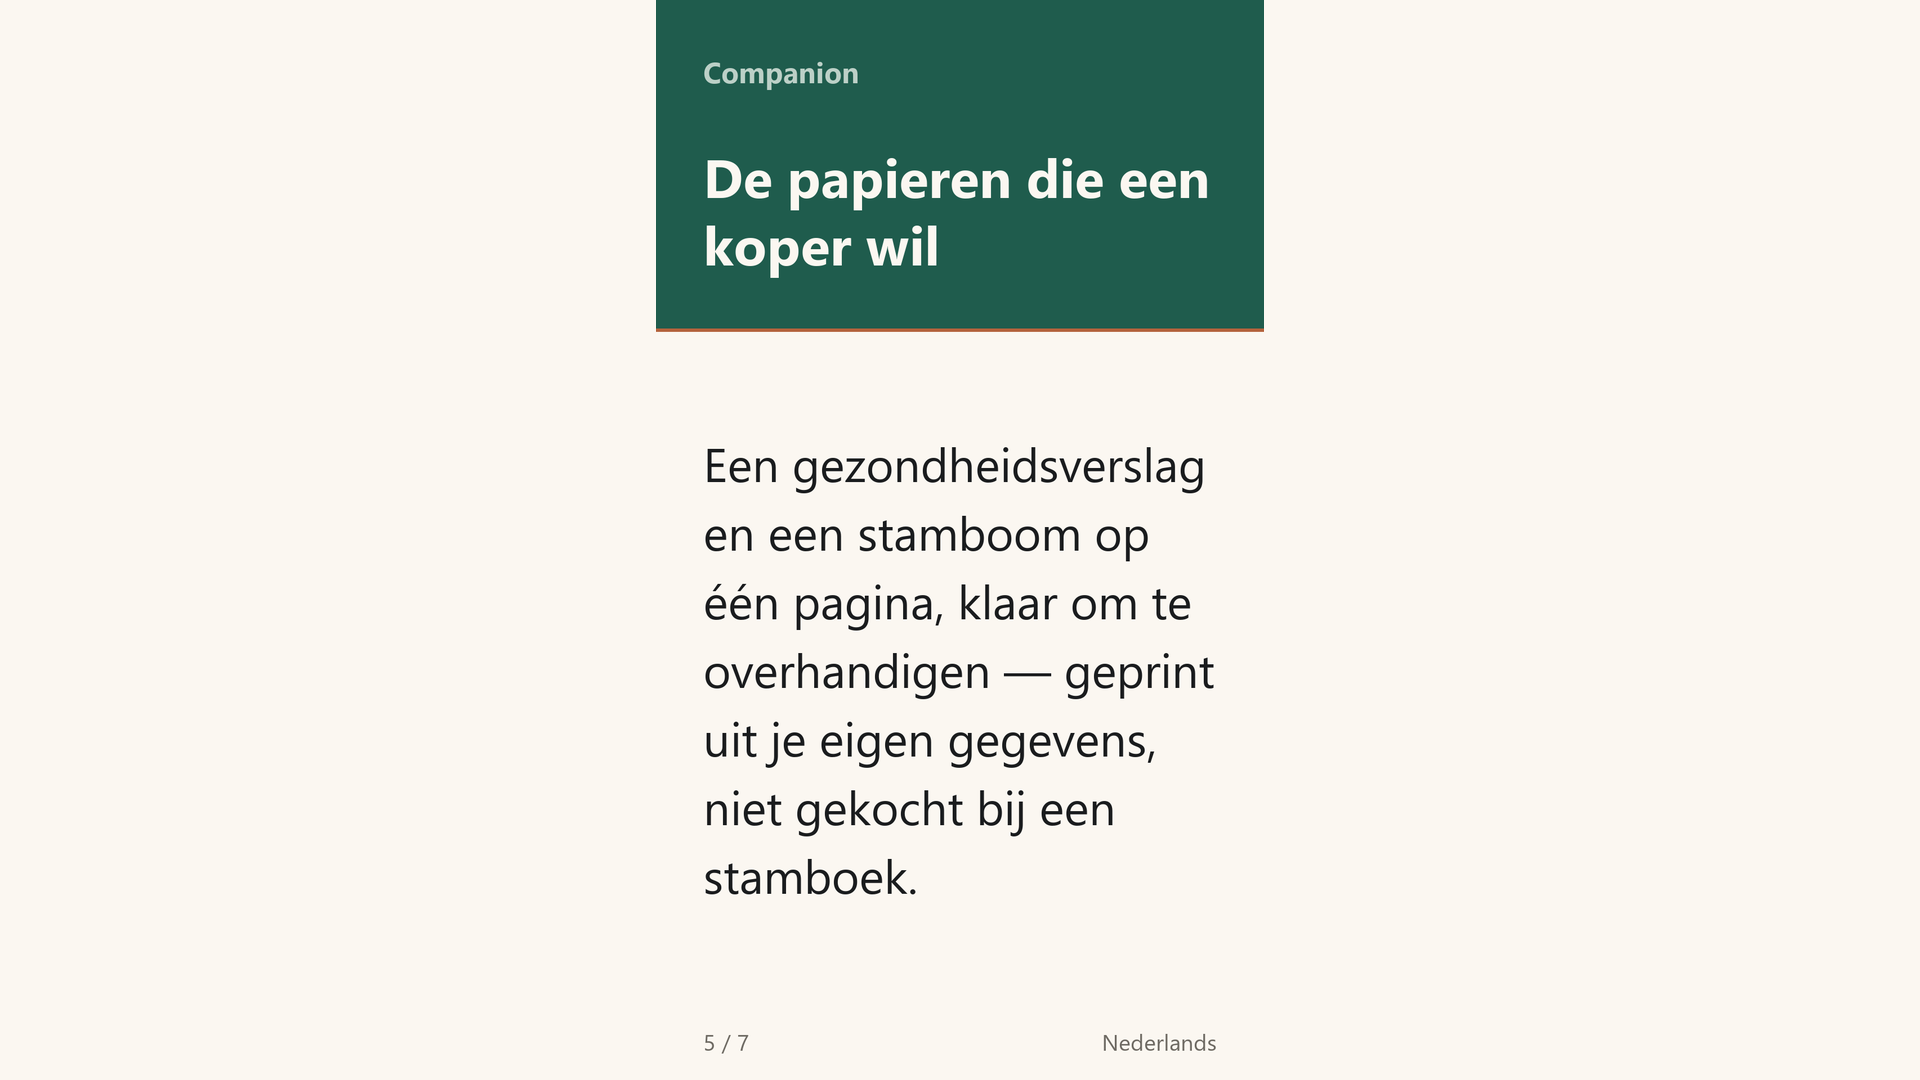 Companion
De papieren die een
koper wil
Een gezondheidsverslag
en een stamboom op
één pagina, klaar om te
overhandigen — geprint
uit je eigen gegevens,
niet gekocht bij een
stamboek.
5 / 7
Nederlands